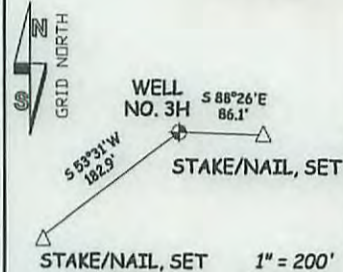 N
S
GRID NORTH
WELL
NO. 3H
S 88°26'E
86.1'
S 53°31'W
182.9'
STAKE/NAIL, SET
STAKE/NAIL, SET
1" = 200'